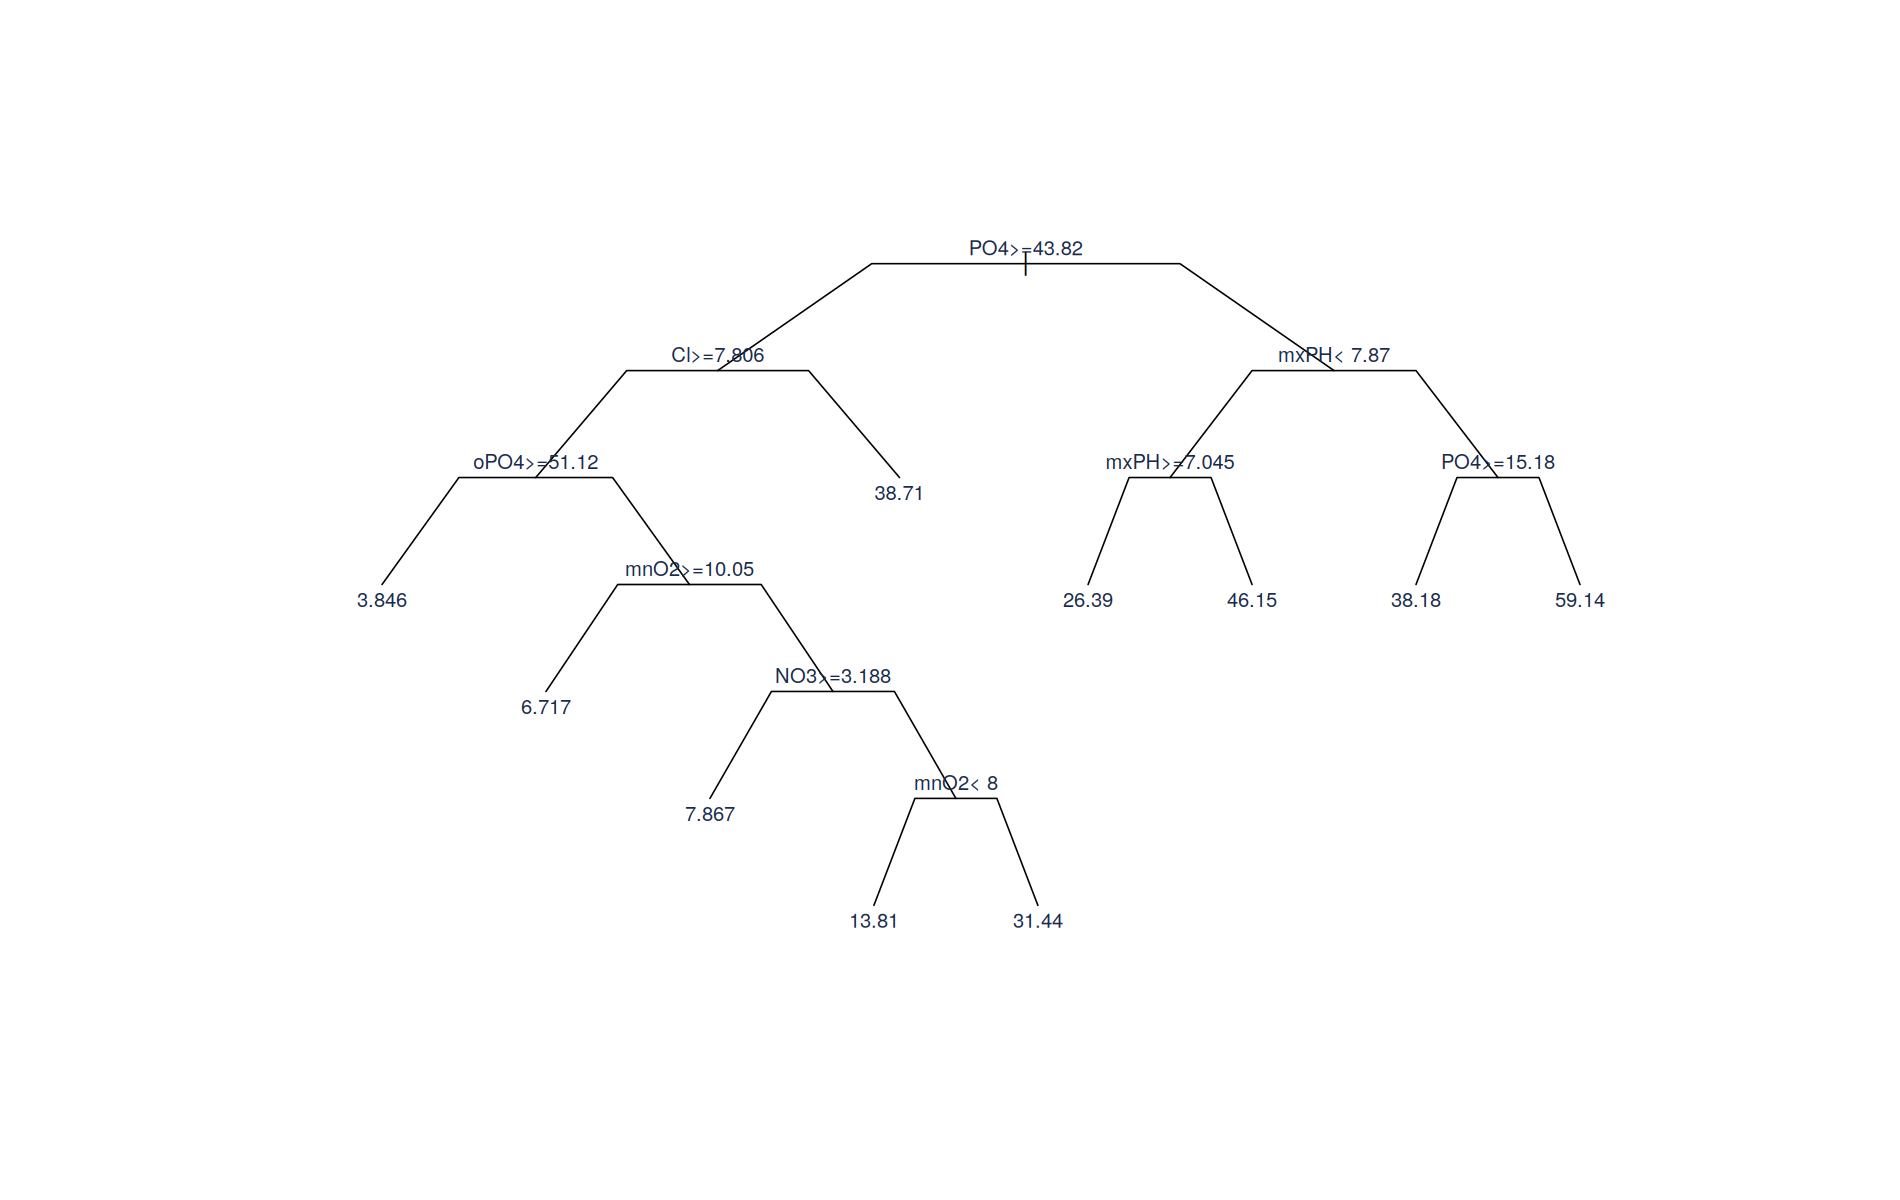 PO4>=43.82
Cl>=7.806
mxPH< 7.87
oPO4>=51.12
mxPH>=7.045
PO4>=15.18
38.71
mnO2>=10.05
3.846
26.39
46.15
38.18
59.14
NO3>=3.188
6.717
mnO2< 8
7.867
13.81
31.44